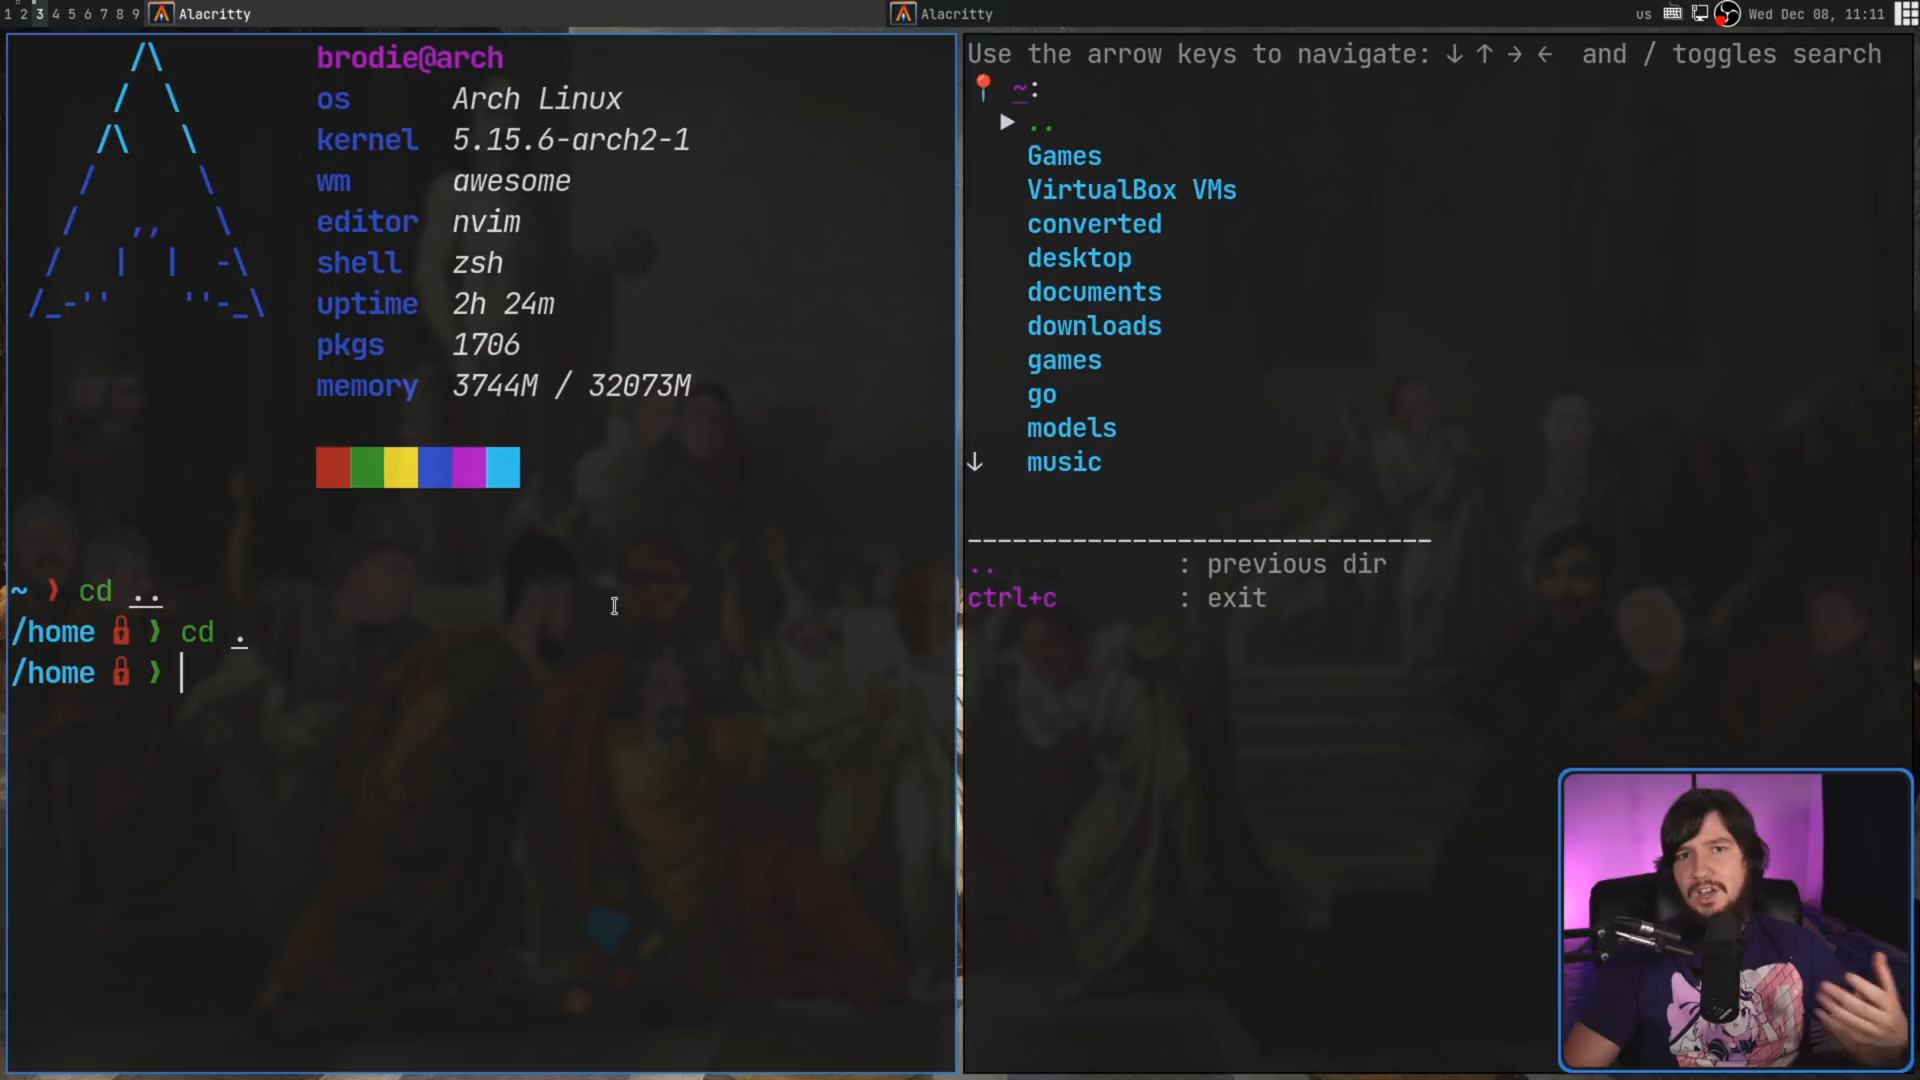 1 2 3 4 5 6 7 8 9 Alacritty Alacritty us Wed Dec 08, 11:11
brodie@arch
os Arch Linux
kernel 5.15.6-arch2-1
wm awesome
editor nvim
shell zsh
uptime 2h 24m
pkgs 1706
memory 3744M / 32073M
~ ❯ cd ..
/home 🔒 ❯ cd .
/home 🔒 ❯
Use the arrow keys to navigate: ↓ ↑ → ← and / toggles search
📍 ~:
▶ ..
Games
VirtualBox VMs
converted
desktop
documents
downloads
games
go
models
↓ music
-------------------------------
.. : previous dir
ctrl+c : exit